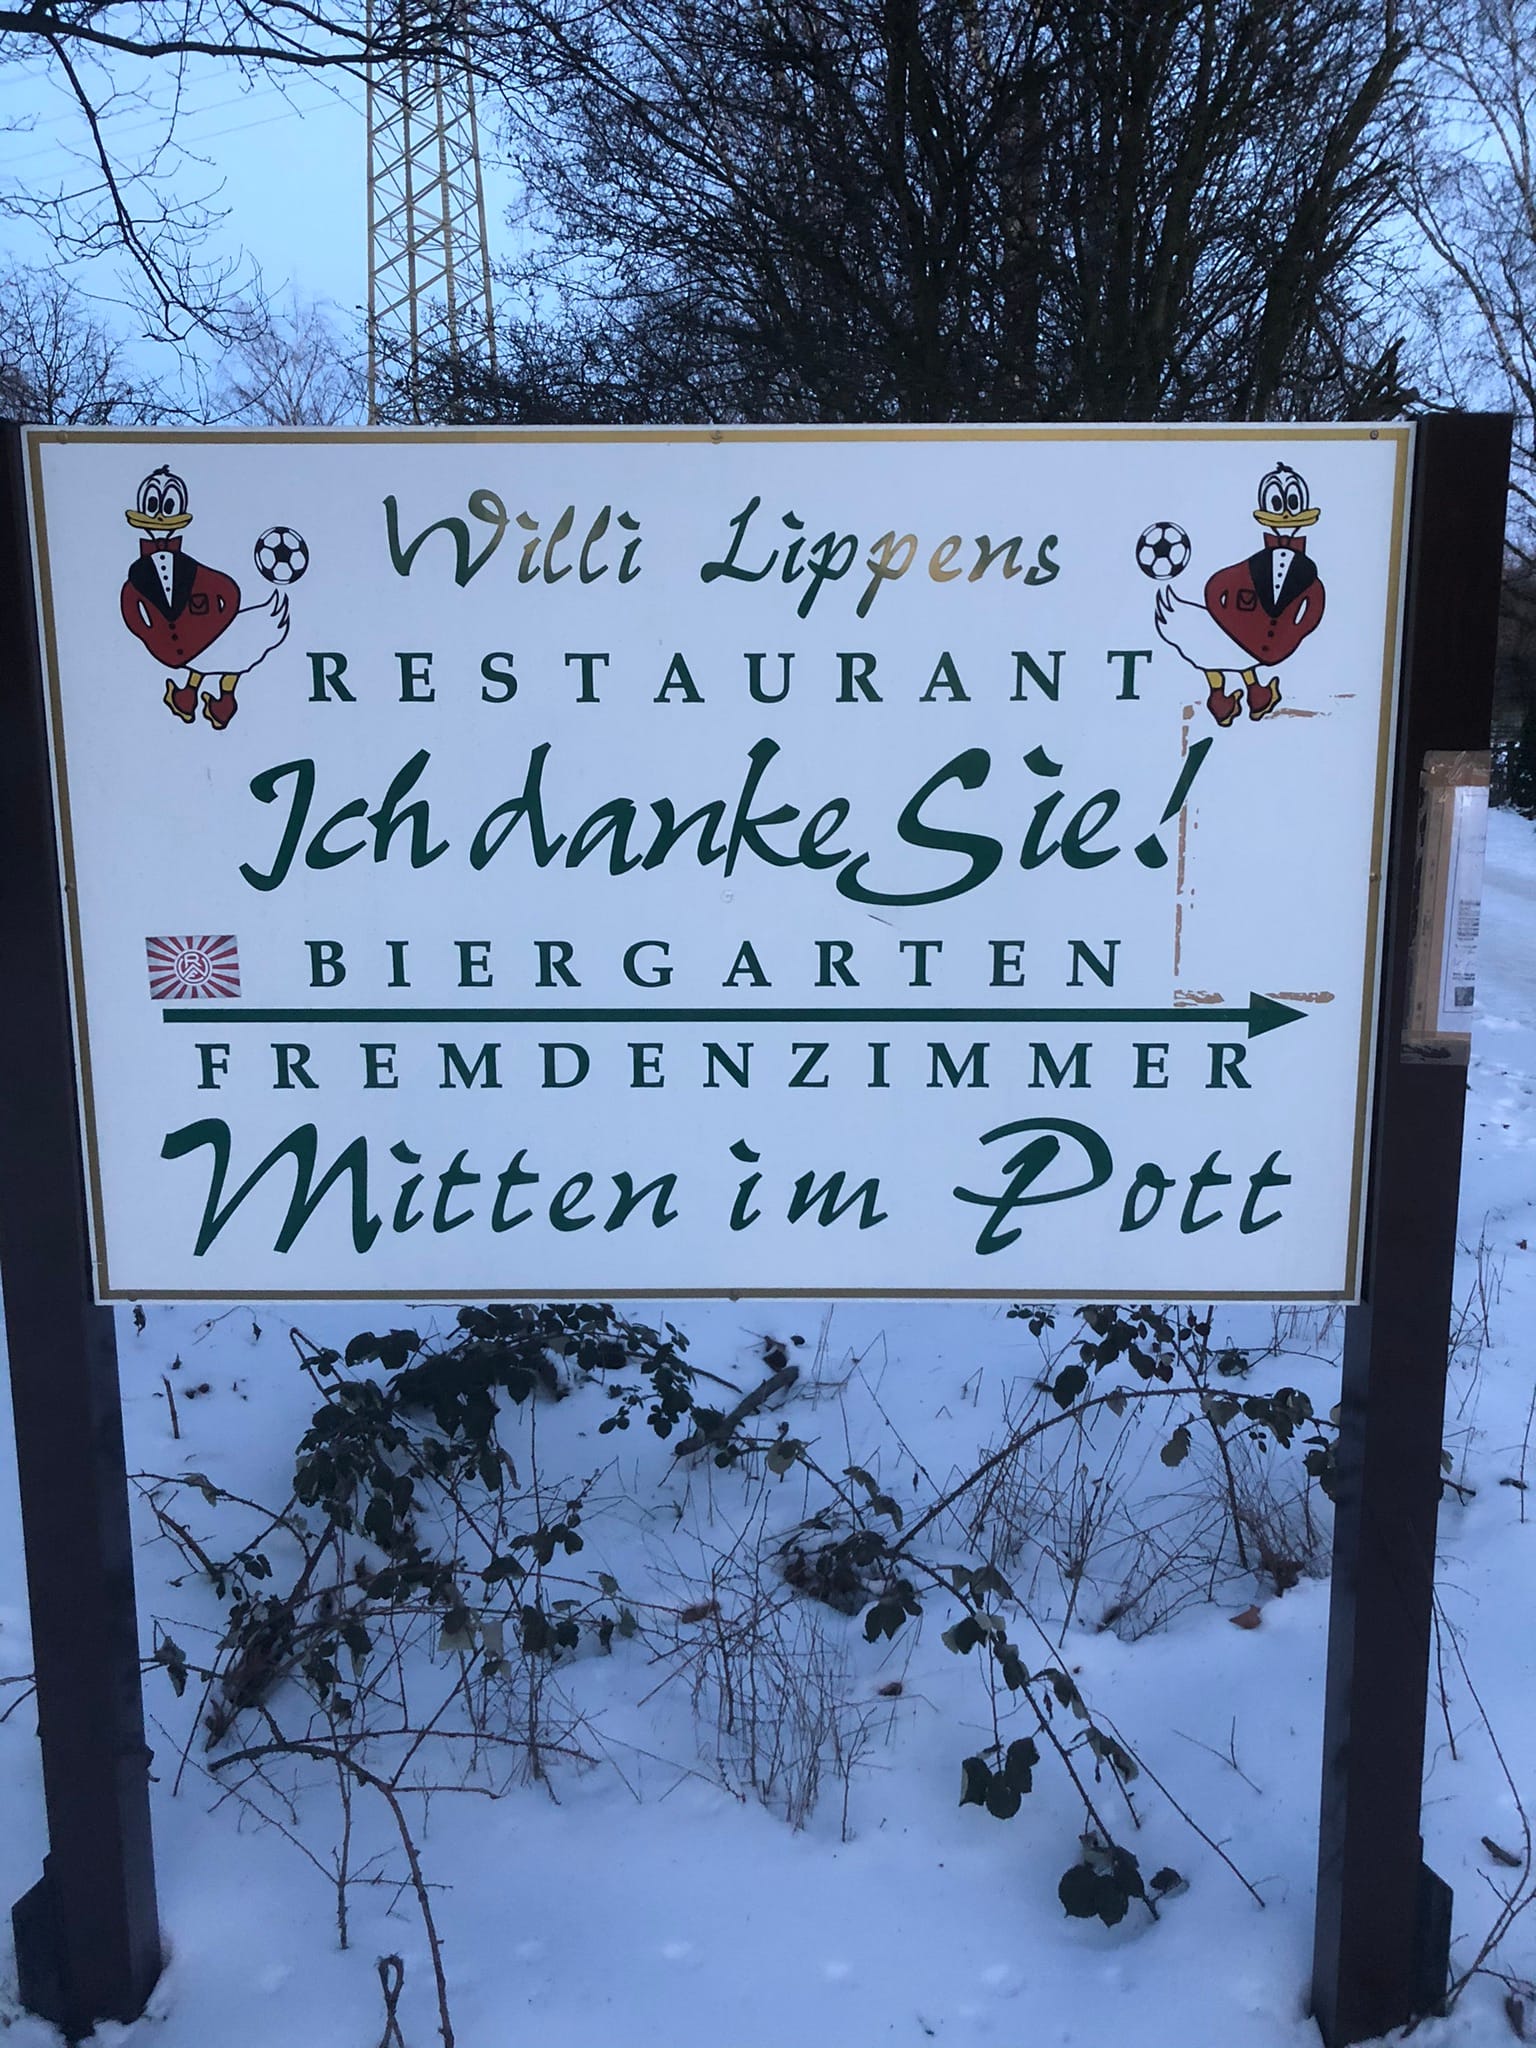 Willi Lippens
RESTAURANT
Ich danke Sie!
BIERGARTEN
FREMDENZIMMER
Mitten im Pott